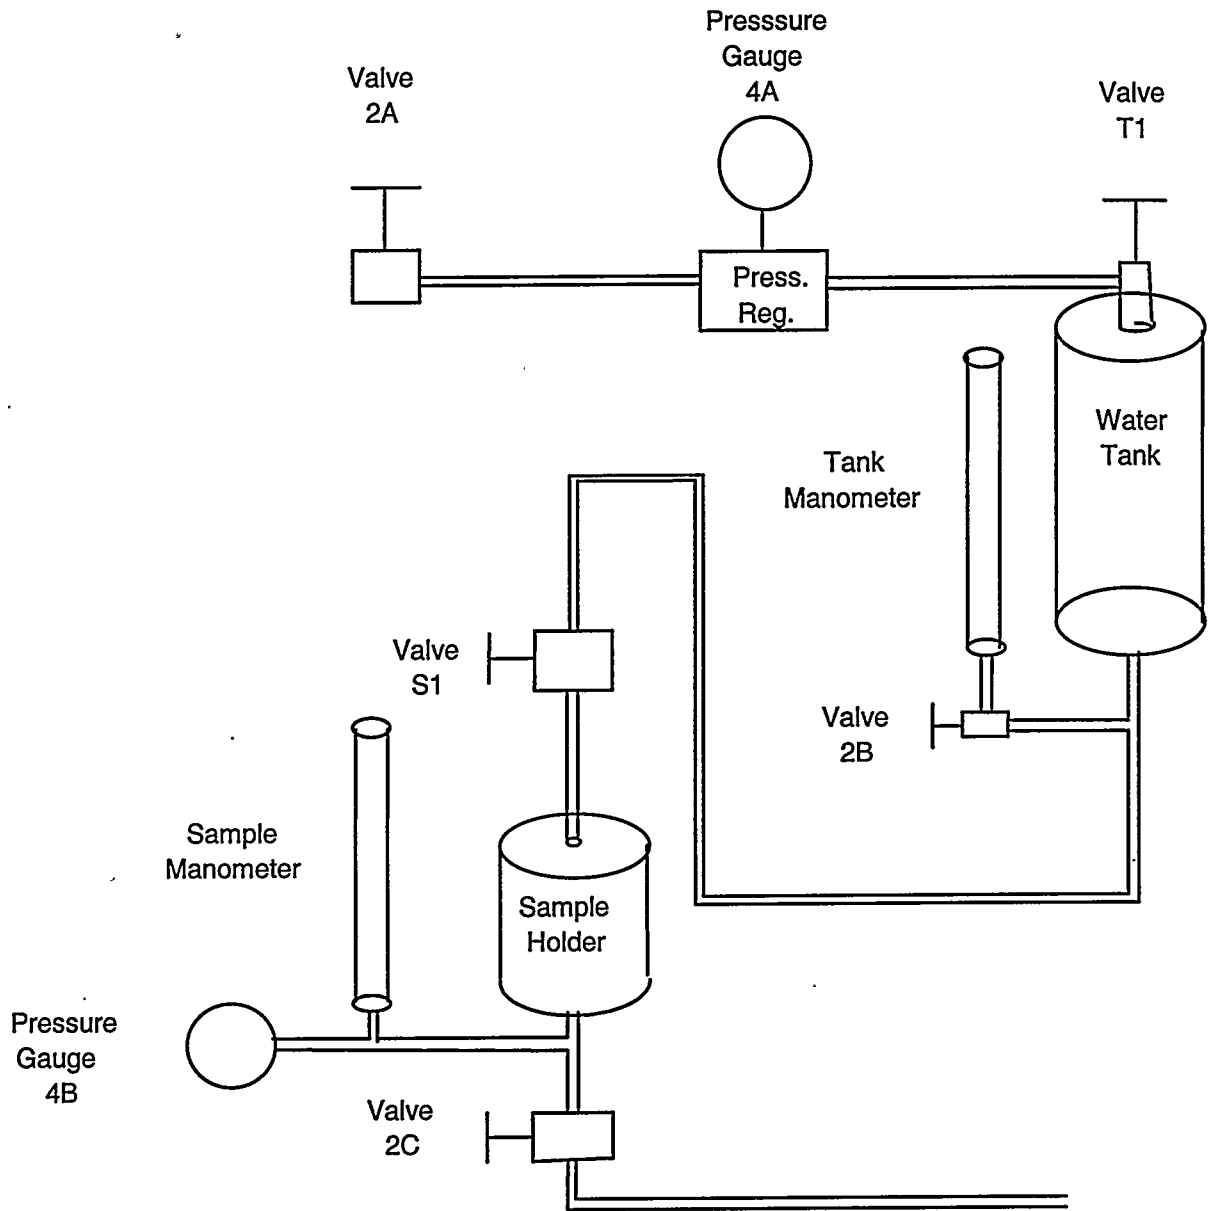 Presssure
Gauge
4A
Valve
2A
Valve
T1
Press.
Reg.
Water
Tank
Tank
Manometer
Valve
S1
Valve
2B
Sample
Manometer
Sample
Holder
Pressure
Gauge
4B
Valve
2C